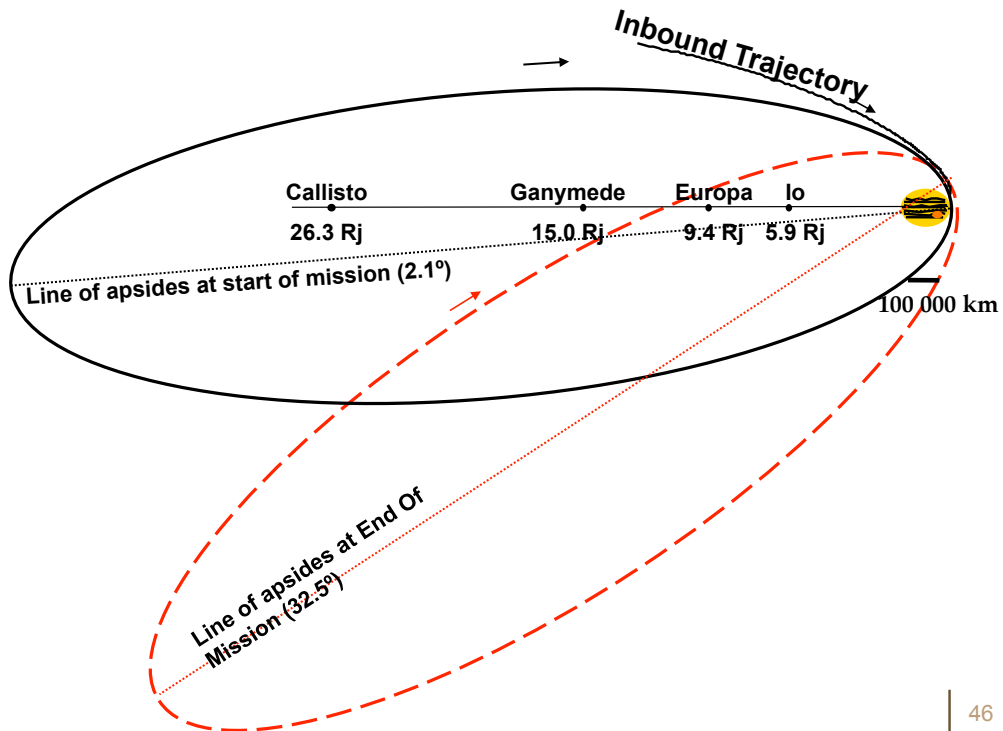 Inbound Trajectory
Callisto Ganymede Europa Io
26.3 Rj 15.0 Rj 9.4 Rj 5.9 Rj
Line of apsides at start of mission (2.1º)
100 000 km
Line of apsides at End Of
Mission (32.5º)
46